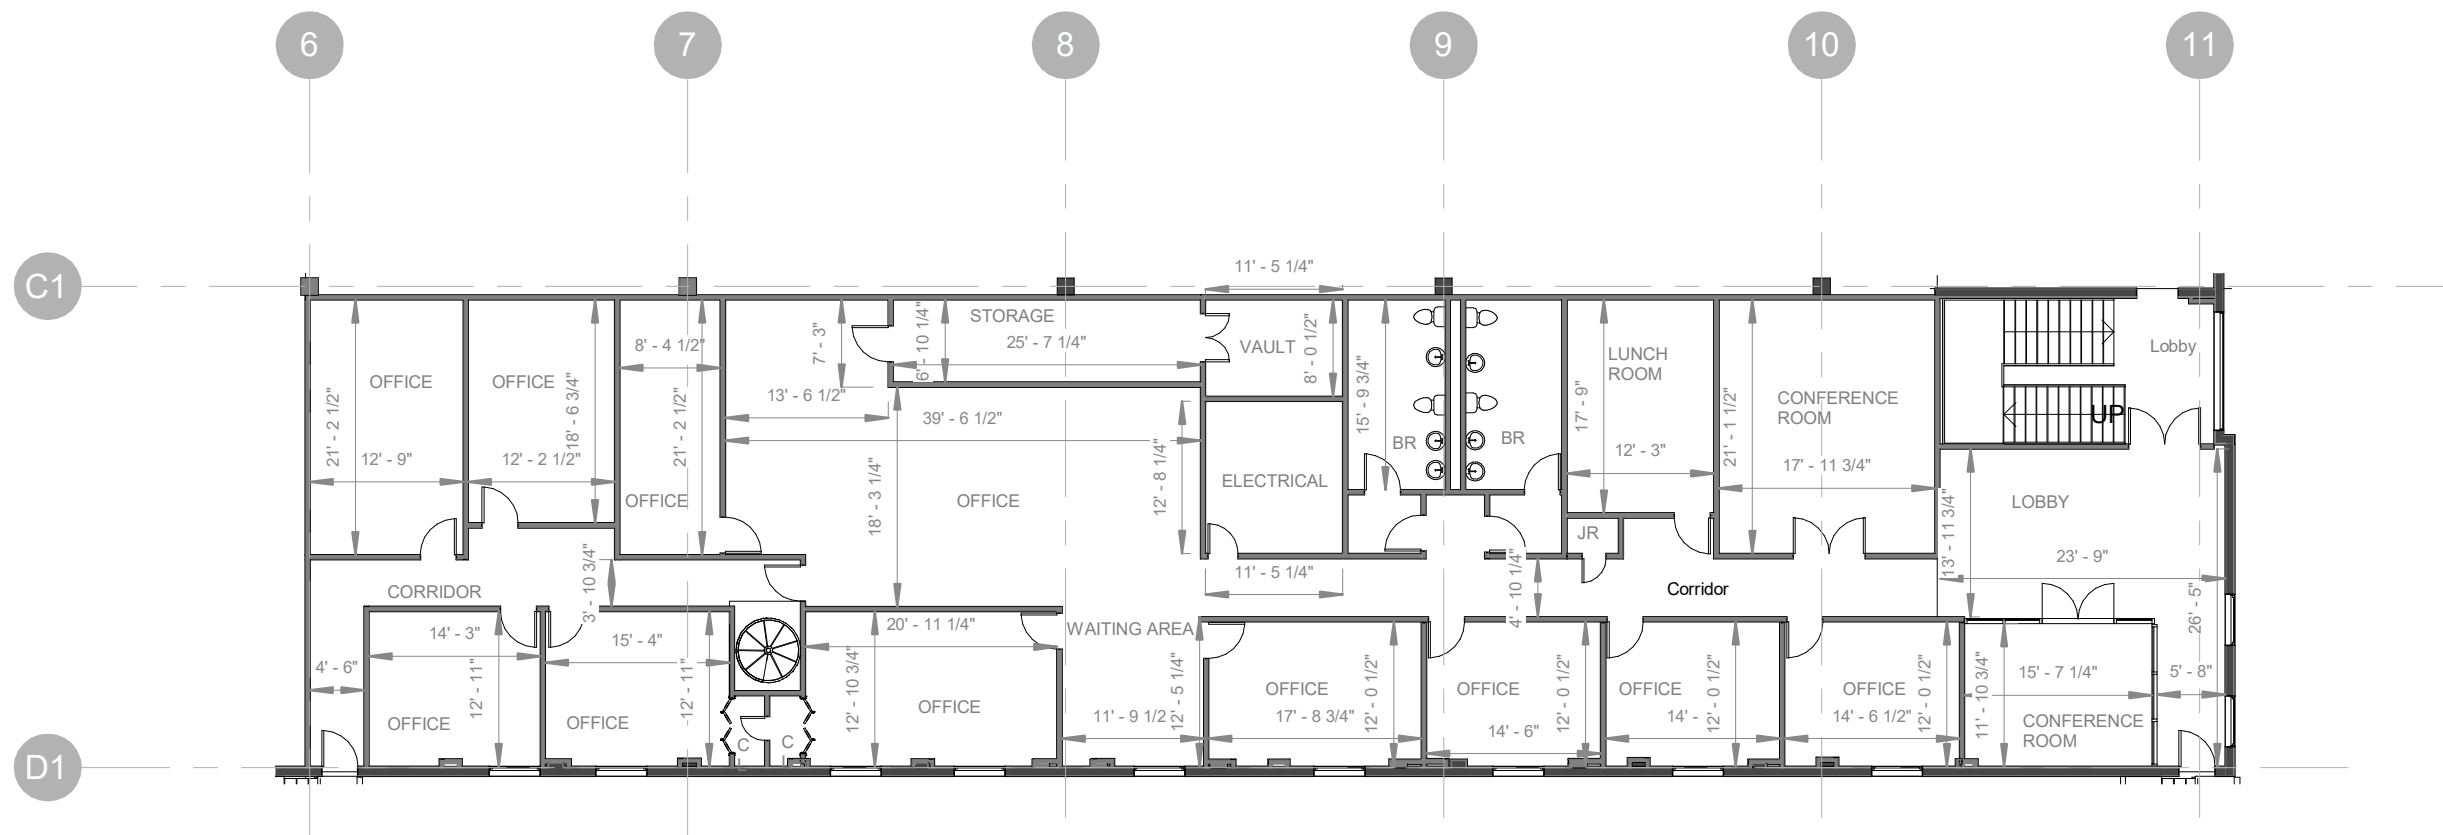 6
7
8
9
10
11
C1
D1
11' - 5 1/4"
STORAGE
25' - 7 1/4"
6' - 10 1/4"
7' - 3"
13' - 6 1/2"
39' - 6 1/2"
8' - 4 1/2"
VAULT
8' - 0 1/2"
OFFICE
21' - 2 1/2"
12' - 9"
OFFICE
18' - 6 3/4"
12' - 2 1/2"
21' - 2 1/2"
OFFICE
18' - 3 1/4"
OFFICE
12' - 8 1/4"
ELECTRICAL
11' - 5 1/4"
15' - 9 3/4"
BR
BR
LUNCH
ROOM
17' - 9"
12' - 3"
JR
CONFERENCE
ROOM
21' - 1 1/2"
17' - 11 3/4"
Lobby
UP
LOBBY
13' - 11 3/4"
23' - 9"
26' - 5"
CORRIDOR
3' - 10 3/4"
4' - 10 1/4"
Corridor
4' - 6"
14' - 3"
12' - 11"
OFFICE
15' - 4"
12' - 11"
OFFICE
C
C
20' - 11 1/4"
12' - 10 3/4"
OFFICE
WAITING AREA
11' - 9 1/2
12' - 5 1/4"
OFFICE
17' - 8 3/4"
12' - 0 1/2"
OFFICE
14' - 6"
12' - 0 1/2"
OFFICE
14' -
12' - 0 1/2"
OFFICE
14' - 6 1/2"
12' - 0 1/2"
11' - 10 3/4"
15' - 7 1/4"
CONFERENCE
ROOM
5' - 8"